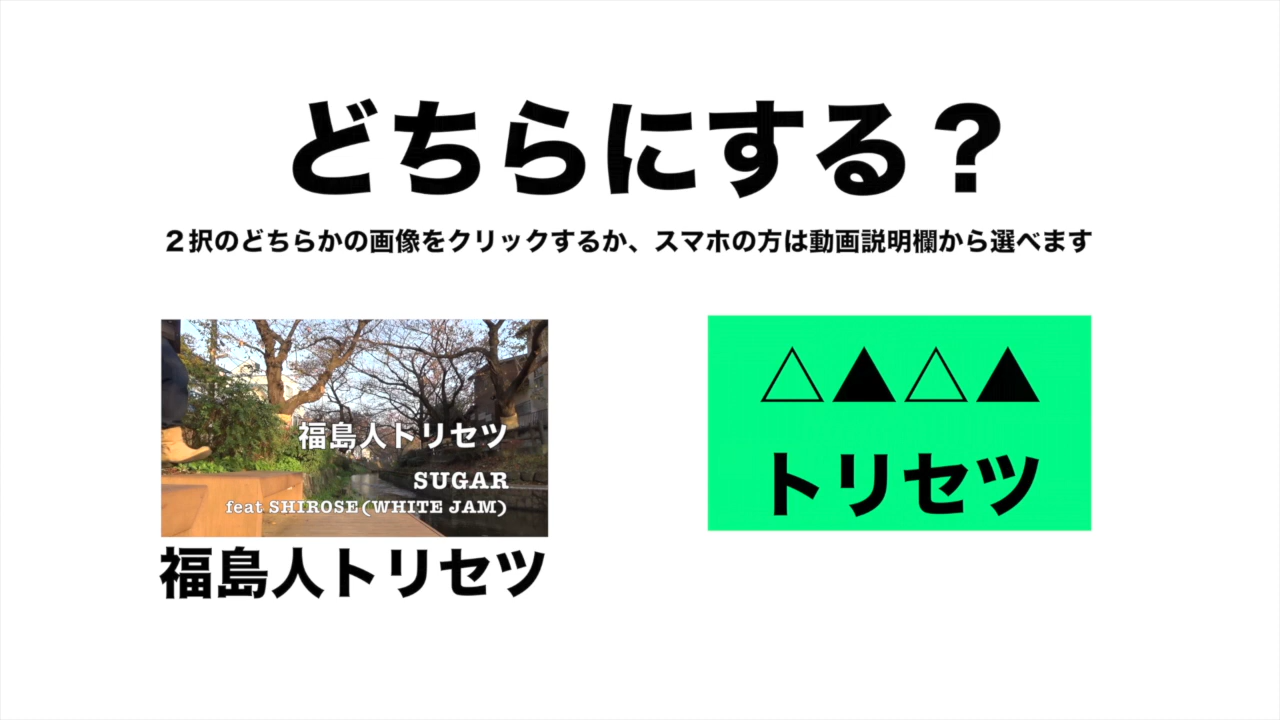 どちらにする？
２択のどちらかの画像をクリックするか、スマホの方は動画説明欄から選べます
福島人トリセツ
SUGAR
feat SHIROSE(WHITE JAM)
福島人トリセツ
△▲△▲
トリセツ